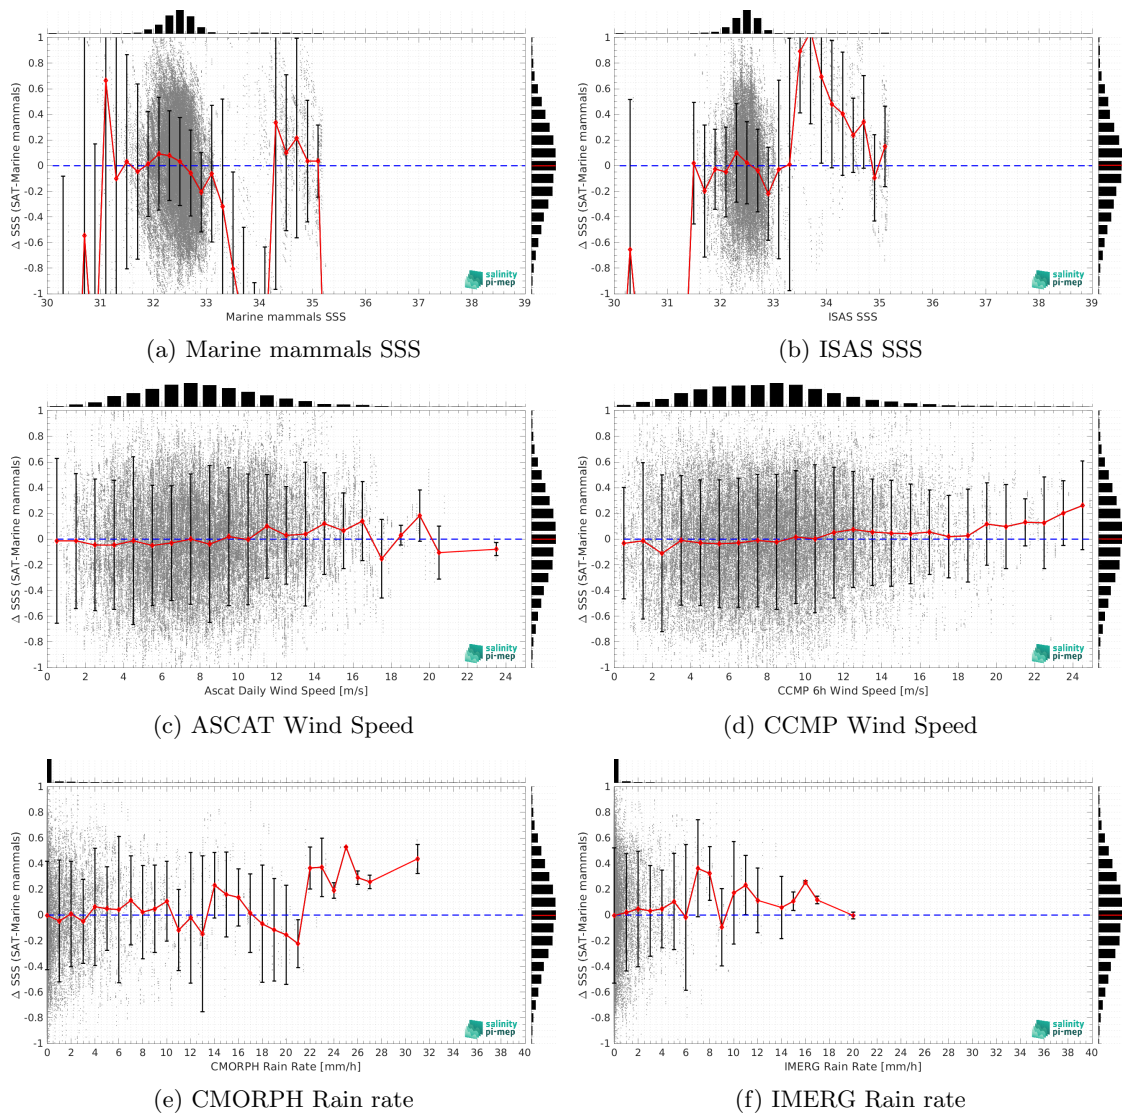 1
0.8
0.6
0.4
0.2
0
-0.2
-0.4
-0.6
-0.8
-1
Δ SSS (SAT-Marine mammals)
salinity
pi-mep
30 31 32 33 34 35 36 37 38 39
Marine mammals SSS
(a) Marine mammals SSS
1
0.8
0.6
0.4
0.2
0
-0.2
-0.4
-0.6
-0.8
-1
Δ SSS (SAT-Marine mammals)
salinity
pi-mep
30 31 32 33 34 35 36 37 38 39
ISAS SSS
(b) ISAS SSS
1
0.8
0.6
0.4
0.2
0
-0.2
-0.4
-0.6
-0.8
-1
Δ SSS (SAT-Marine mammals)
salinity
pi-mep
0 2 4 6 8 10 12 14 16 18 20 22 24
Ascat Daily Wind Speed [m/s]
(c) ASCAT Wind Speed
1
0.8
0.6
0.4
0.2
0
-0.2
-0.4
-0.6
-0.8
-1
Δ SSS (SAT-Marine mammals)
salinity
pi-mep
0 2 4 6 8 10 12 14 16 18 20 22 24
CCMP 6h Wind Speed [m/s]
(d) CCMP Wind Speed
1
0.8
0.6
0.4
0.2
0
-0.2
-0.4
-0.6
-0.8
-1
Δ SSS (SAT-Marine mammals)
salinity
pi-mep
0 2 4 6 8 10 12 14 16 18 20 22 24 26 28 30 32 34 36 38 40
CMORPH Rain Rate [mm/h]
(e) CMORPH Rain rate
1
0.8
0.6
0.4
0.2
0
-0.2
-0.4
-0.6
-0.8
-1
Δ SSS (SAT-Marine mammals)
salinity
pi-mep
0 2 4 6 8 10 12 14 16 18 20 22 24 26 28 30 32 34 36 38 40
IMERG Rain Rate [mm/h]
(f) IMERG Rain rate